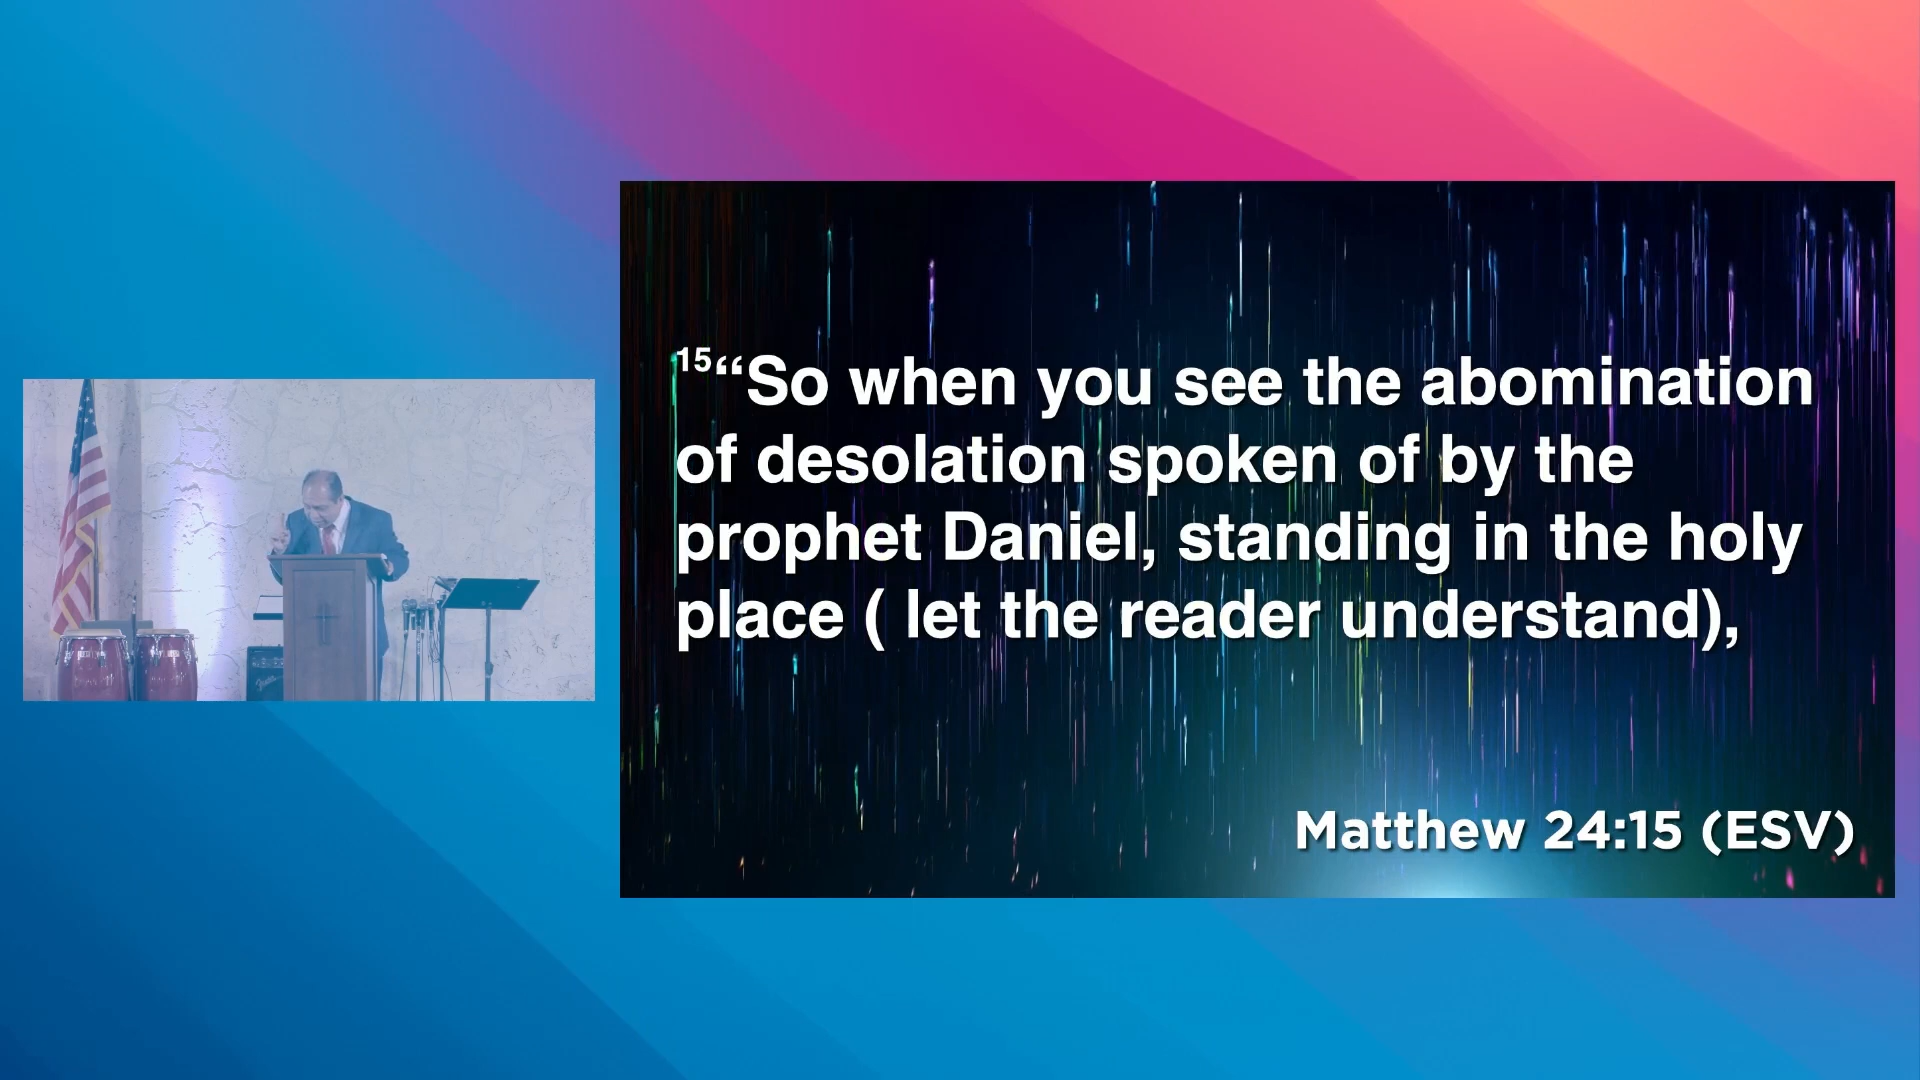 15“So when you see the abomination
of desolation spoken of by the
prophet Daniel, standing in the holy
place ( let the reader understand),
Matthew 24:15 (ESV)